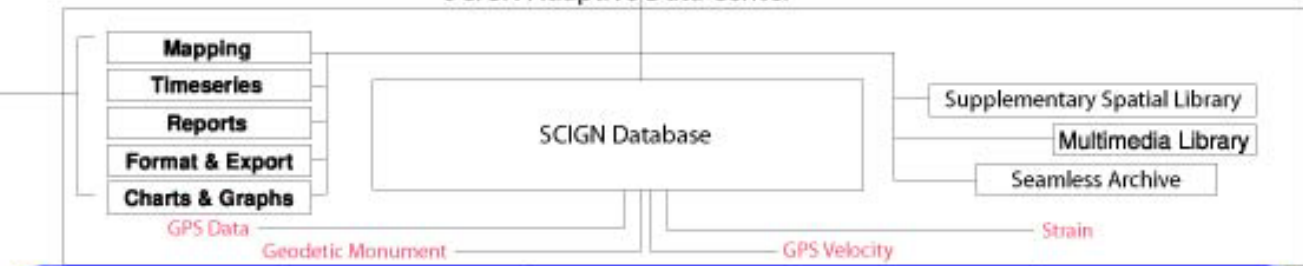 Mapping
Timeseries
Reports
Format & Export
Charts & Graphs
SCIGN Database
Supplementary Spatial Library
Multimedia Library
Seamless Archive
GPS Data
Geodetic Monument
GPS Velocity
Strain